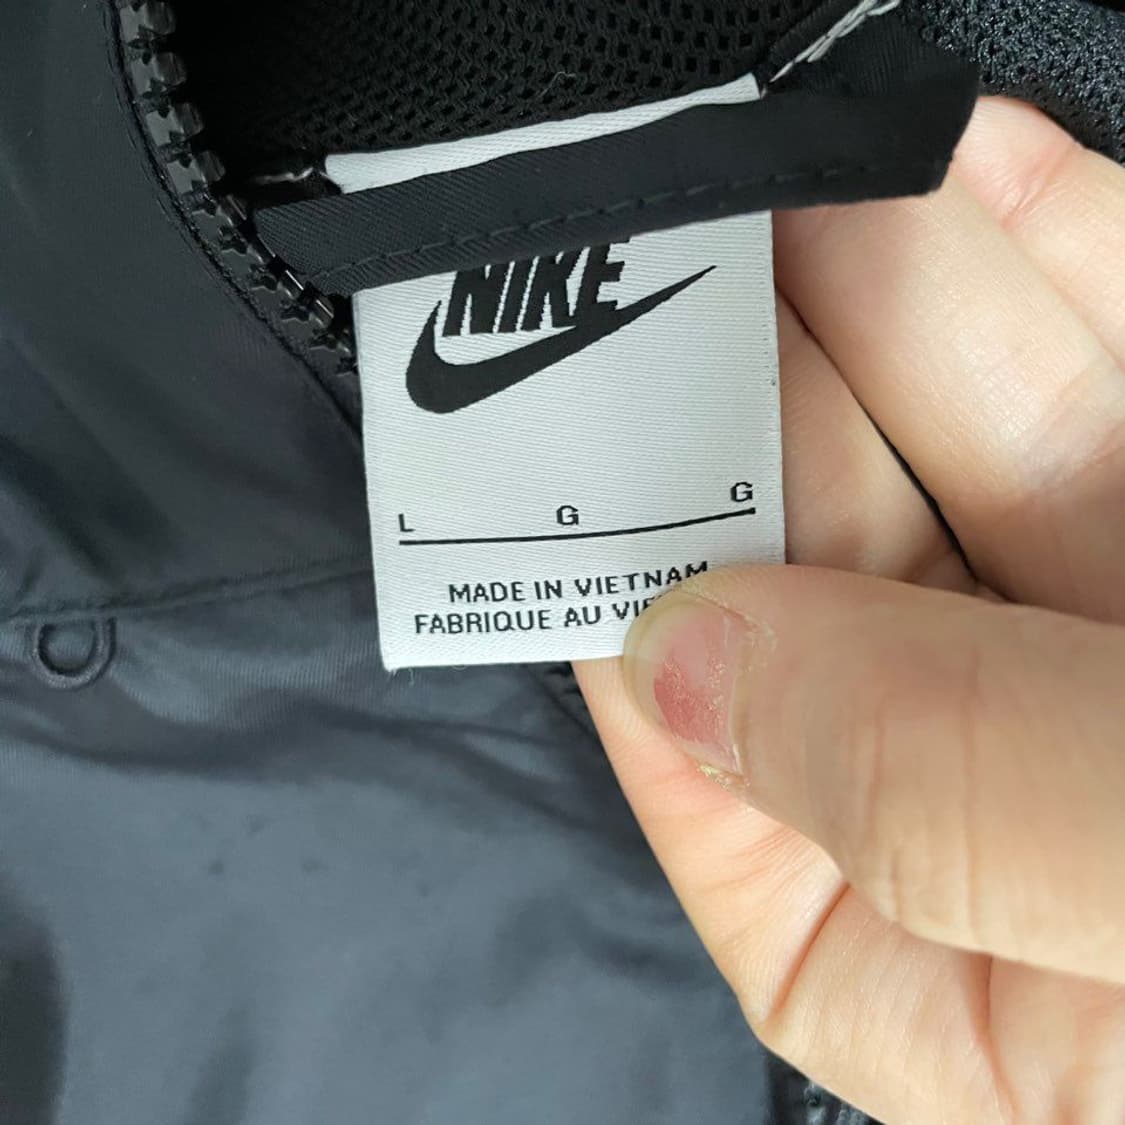 NIKE
L G G
MADE IN VIETNAM
FABRIQUE AU